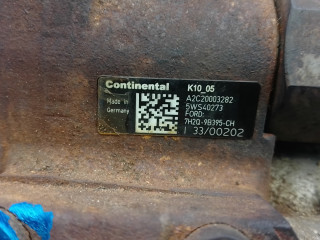 Continental K10_05
Made in
Germany
A2C20003282
5WS40273
FORD:
7H2Q-9B395-CH
I 33/00202